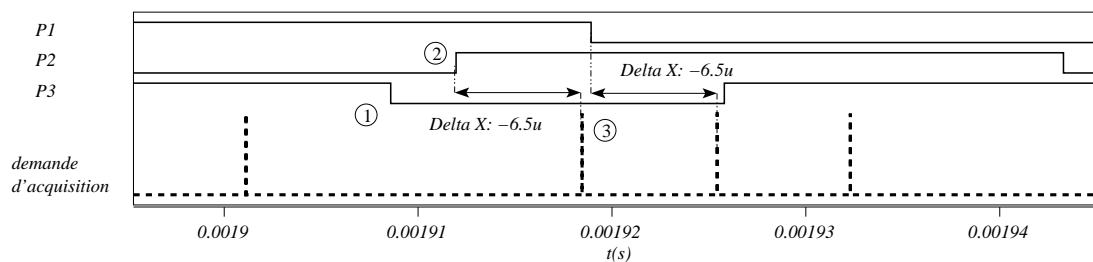 P1
P2
②
Delta X: −6.5u
P3
①
Delta X: −6.5u
③
demande
d'acquisition
0.0019
0.00191
0.00192
0.00193
0.00194
t(s)